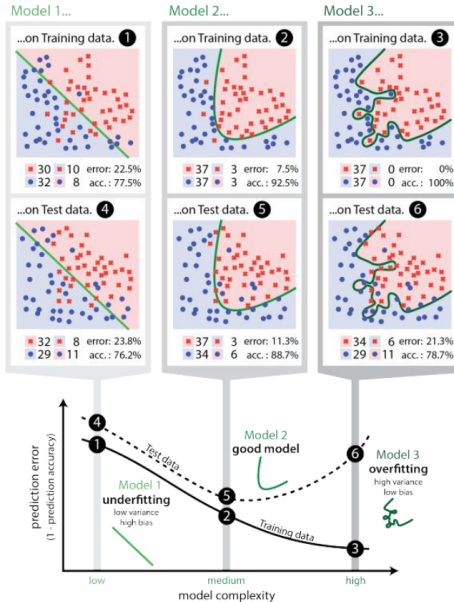 Model 1... Model 2... Model 3...
...on Training data. 1
...on Training data. 2
...on Training data. 3
30 10 error: 22.5%
32 8 acc.: 77.5%
37 3 7.5%
37 3 acc.: 92.5%
37 0 error: 0%
37 0 acc.: 100%
...on Test data. 4
...on Test data. 5
...on Test data. 6
32 8 error: 23.8%
29 11 acc.: 76.2%
37 3 error: 11.3%
34 6 acc.: 88.7%
34 6 error: 21.3%
29 11 acc.: 78.7%
prediction error
(1 - prediction accuracy)
4
1
Test data
Model 2
good model
6
Model 3
overfitting
high variance
low bias
Model 1
underfitting
low variance
high bias
5
2
Training data
3
low medium high
model complexity